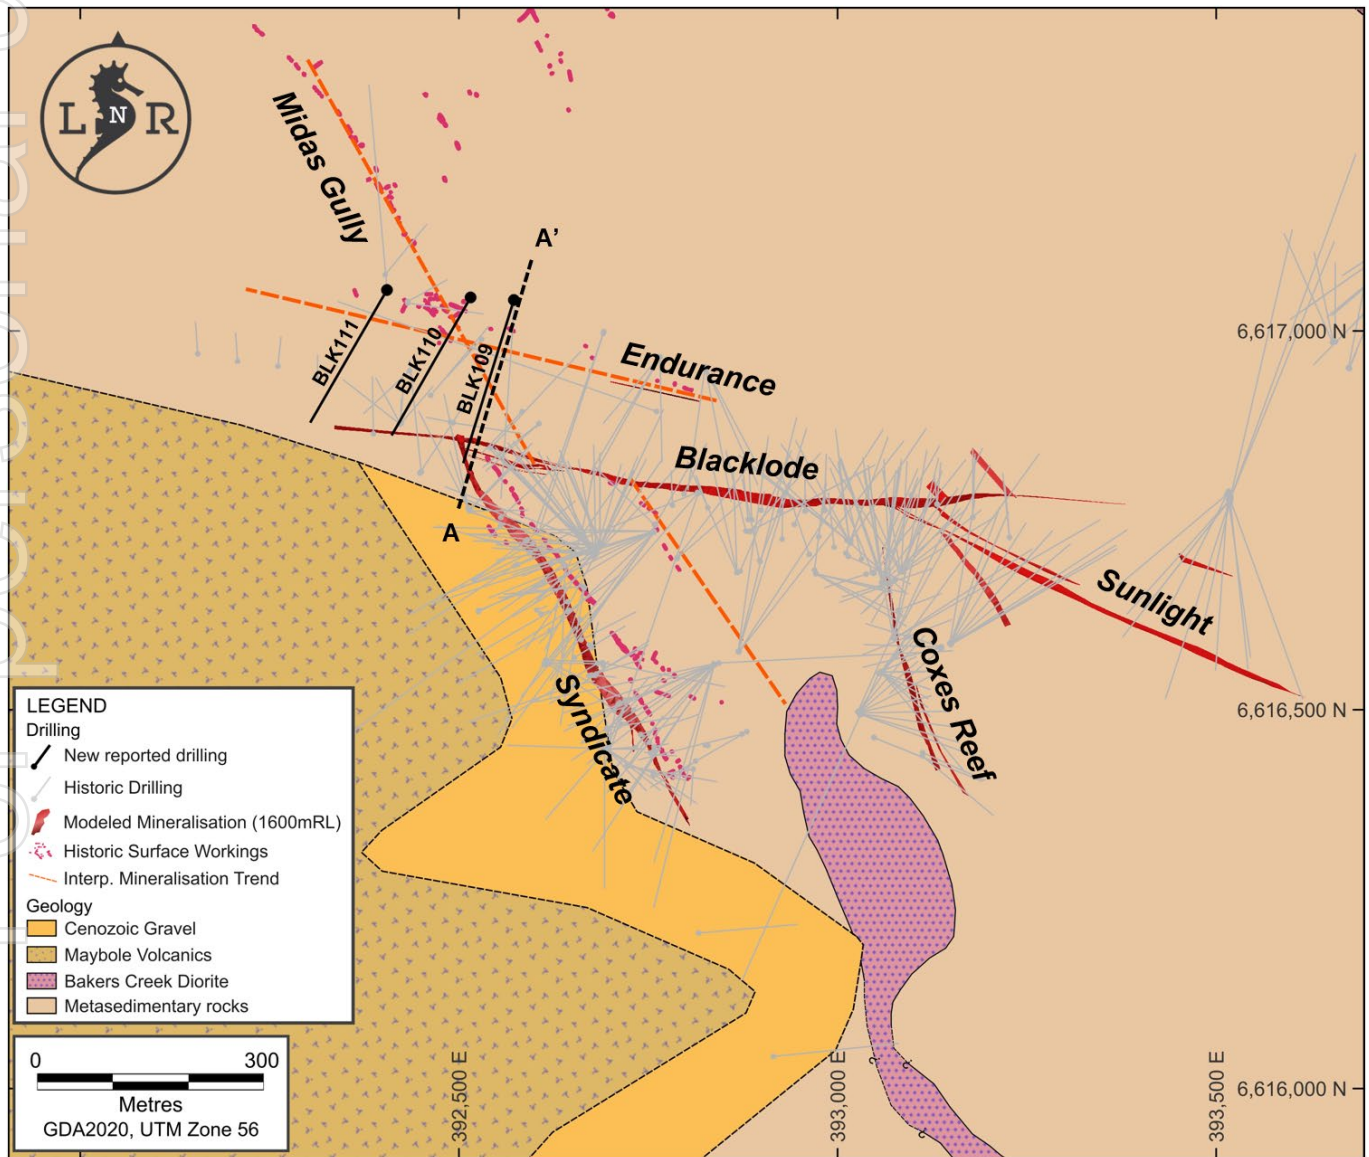 L N R
Midas Gully
A’
BLK111
BLK110
BLK109
Endurance
6,617,000 N
Blacklode
A
Sunlight
Coxes Reef
Syndicate
6,616,500 N
LEGEND
Drilling
New reported drilling
Historic Drilling
Modeled Mineralisation (1600mRL)
Historic Surface Workings
Interp. Mineralisation Trend
Geology
Cenozoic Gravel
Maybole Volcanics
Bakers Creek Diorite
Metasedimentary rocks
0 300
Metres
GDA2020, UTM Zone 56
392,500 E
393,000 E
393,500 E
6,616,000 N
?
?
?